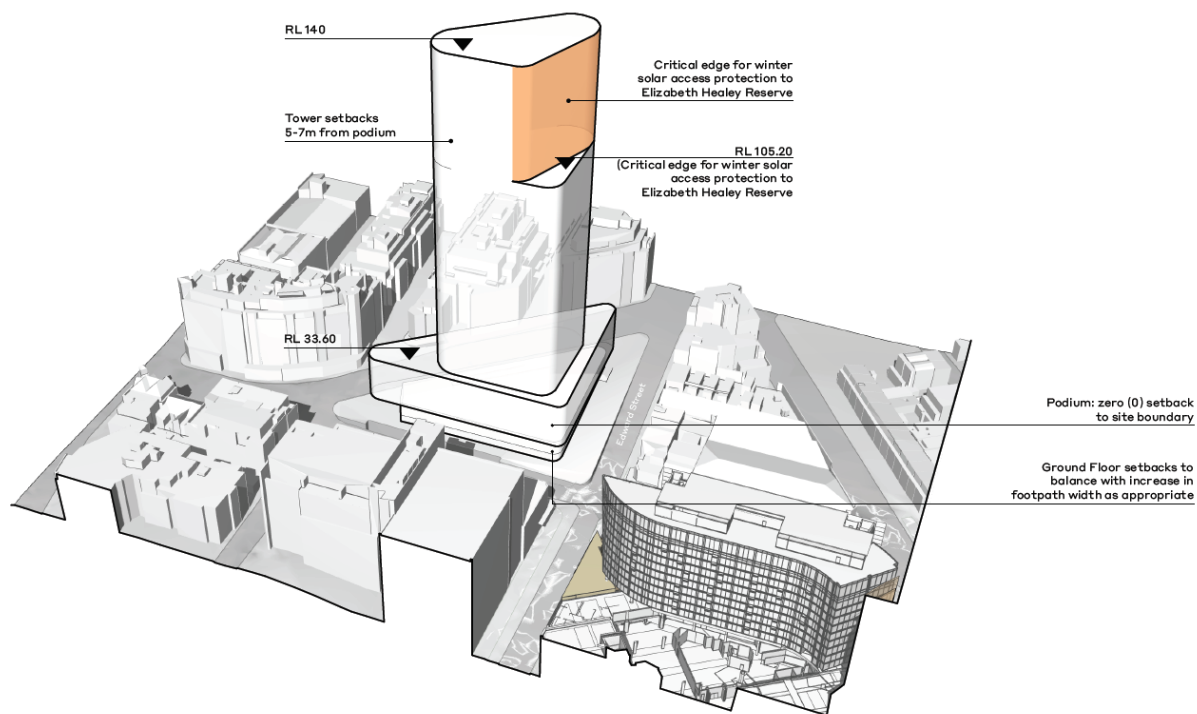 RL 140
Critical edge for winter
solar access protection to
Elizabeth Healey Reserve
Tower setbacks
5-7m from podium
RL 105.20
(Critical edge for winter solar
access protection to
Elizabeth Healey Reserve
RL 33.60
Edward Street
Podium: zero (0) setback
to site boundary
Ground Floor setbacks to
balance with increase in
footpath width as appropriate